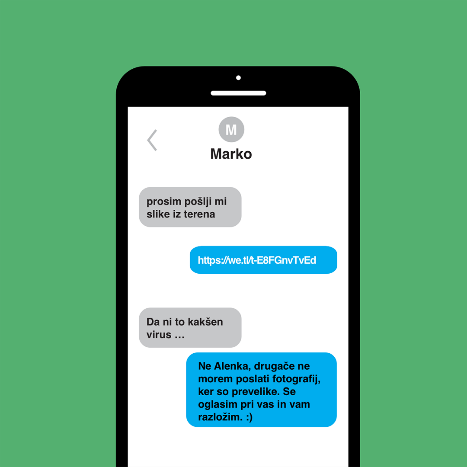 M
Marko
prosim pošlji mi
slike iz terena
https://we.tl/t-E8FGnvTvEd
Da ni to kakšen
virus ...
Ne Alenka, drugače ne
morem poslati fotografij,
ker so prevelike. Se
oglasim pri vas in vam
razložim. :)